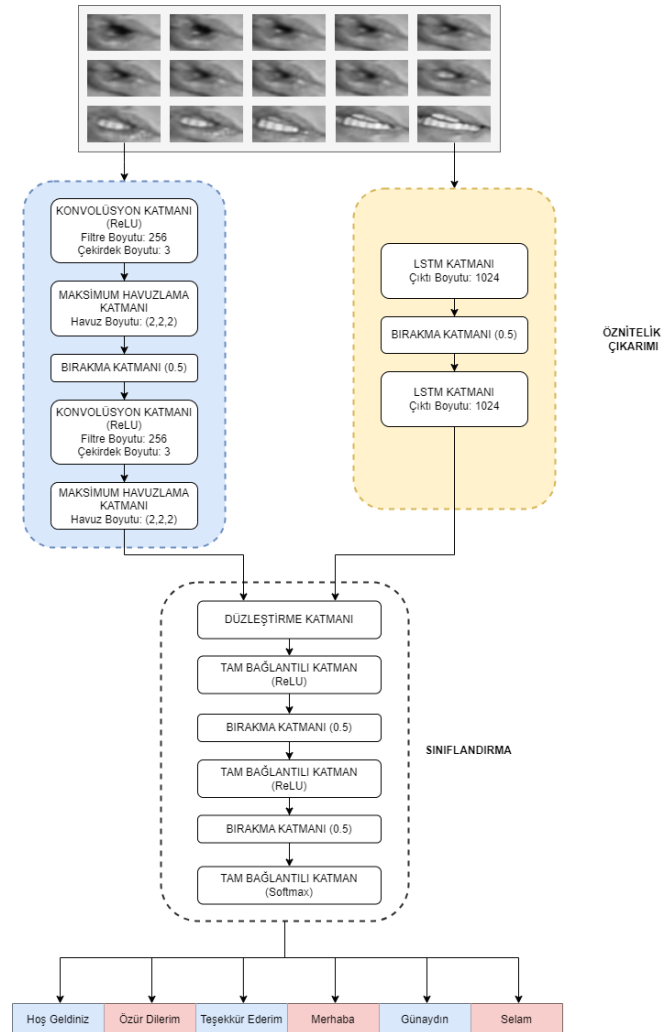 KONVOLÜSYON KATMANI
(ReLU)
Filtre Boyutu: 256
Çekirdek Boyutu: 3
MAKSİMUM HAVUZLAMA
KATMANI
Havuz Boyutu: (2,2,2)
BIRAKMA KATMANI (0.5)
KONVOLÜSYON KATMANI
(ReLU)
Filtre Boyutu: 256
Çekirdek Boyutu: 3
MAKSİMUM HAVUZLAMA
KATMANI
Havuz Boyutu: (2,2,2)
LSTM KATMANI
Çıktı Boyutu: 1024
BIRAKMA KATMANI (0.5)
LSTM KATMANI
Çıktı Boyutu: 1024
ÖZNİTELİK
ÇIKARIMI
DÜZLEŞTİRME KATMANI
TAM BAĞLANTILI KATMAN
(ReLU)
BIRAKMA KATMANI (0.5)
TAM BAĞLANTILI KATMAN
(ReLU)
BIRAKMA KATMANI (0.5)
TAM BAĞLANTILI KATMAN
(Softmax)
SINIFLANDIRMA
Hoş Geldiniz
Özür Dilerim
Teşekkür Ederim
Merhaba
Günaydın
Selam